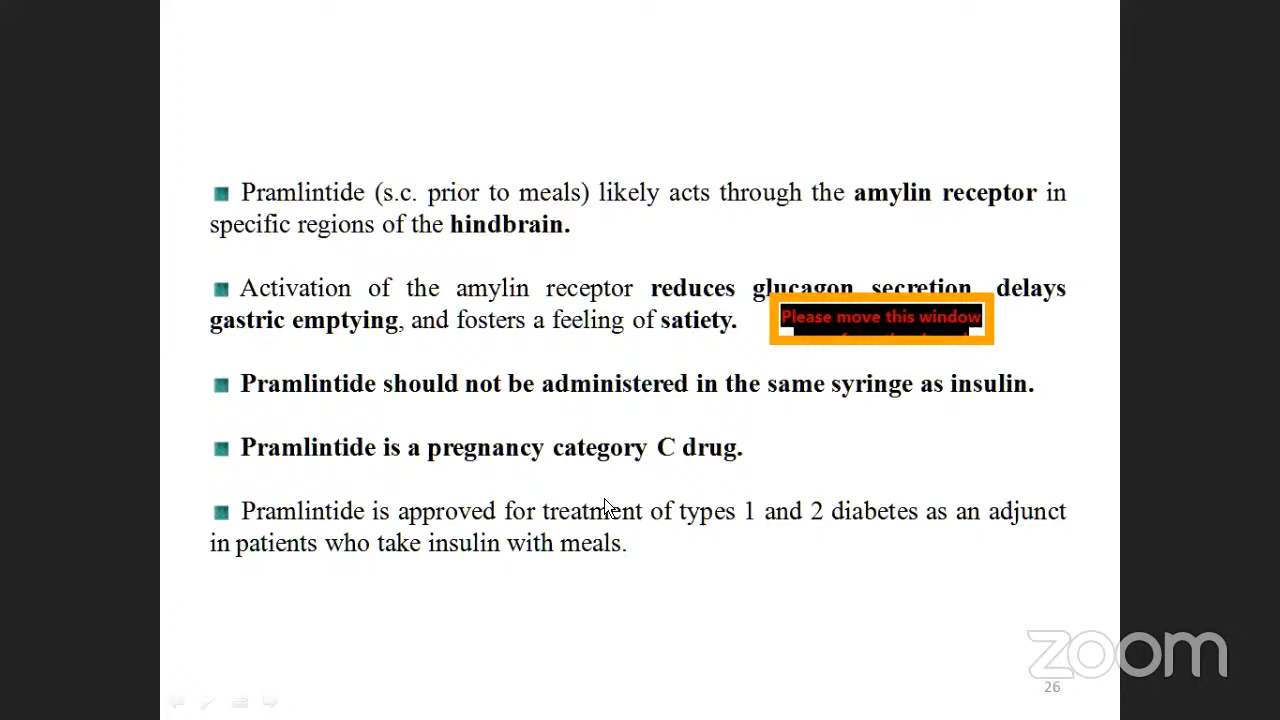 Pramlintide (s.c. prior to meals) likely acts through the amylin receptor in
specific regions of the hindbrain.
Activation of the amylin receptor reduces glucagon secretion, delays
gastric emptying, and fosters a feeling of satiety.
Please move this window
Pramlintide should not be administered in the same syringe as insulin.
Pramlintide is a pregnancy category C drug.
Pramlintide is approved for treatment of types 1 and 2 diabetes as an adjunct
in patients who take insulin with meals.
zoom
26